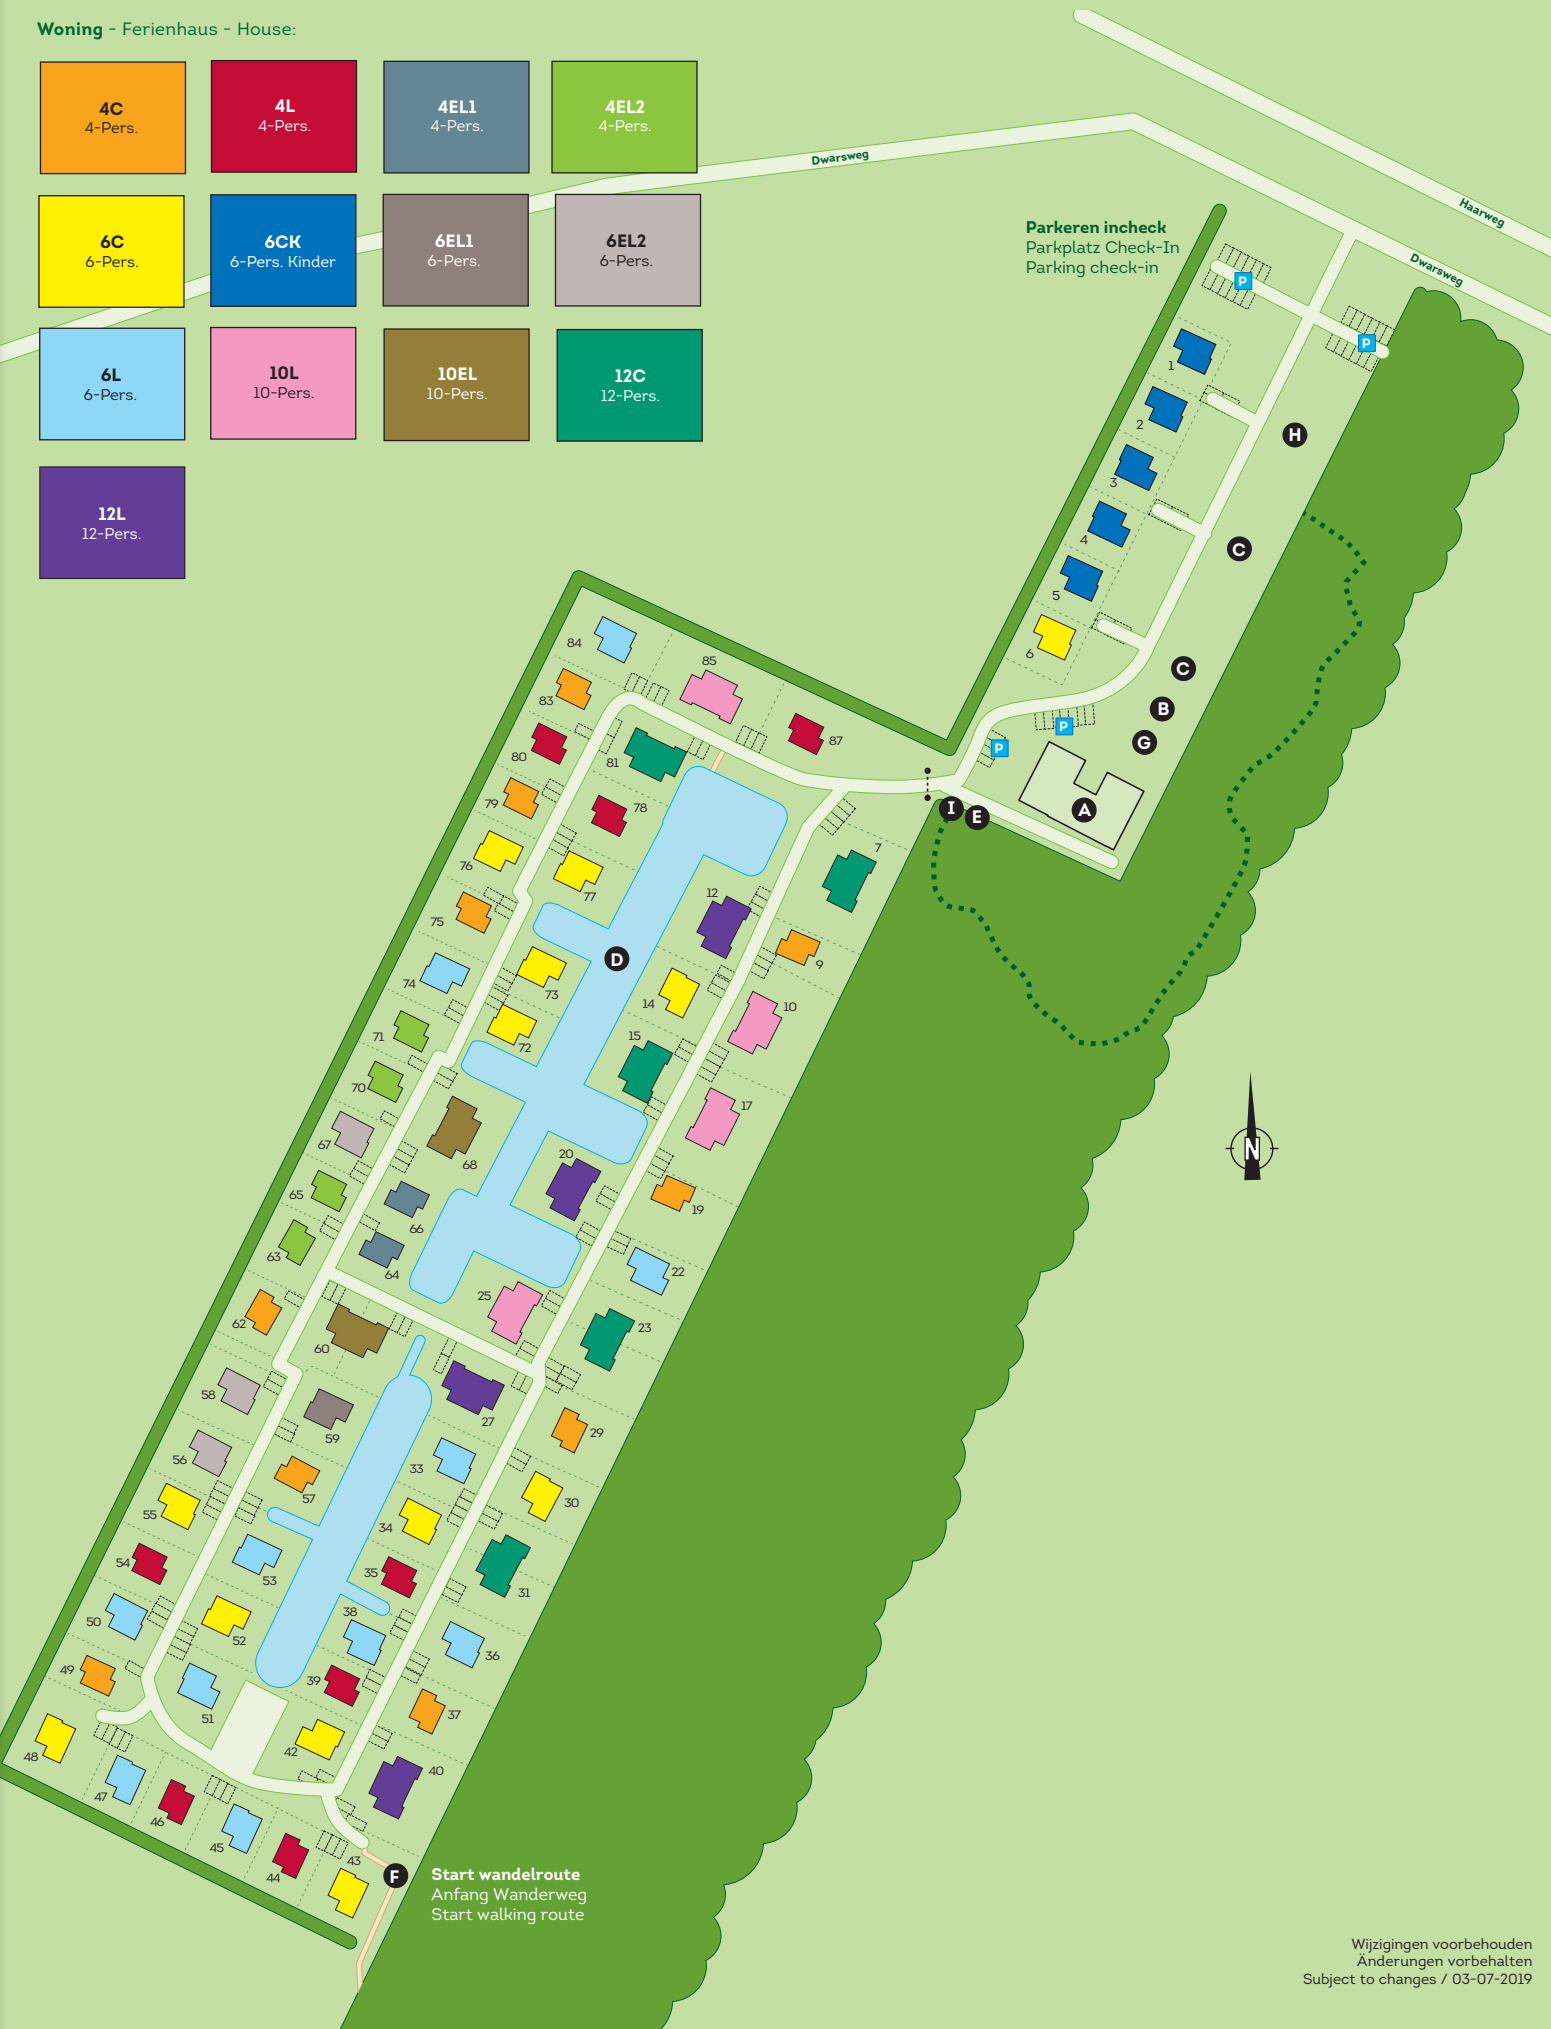 Woning - Ferienhaus - House:
4C
4-Pers.
4L
4-Pers.
4EL1
4-Pers.
4EL2
4-Pers.
6C
6-Pers.
6CK
6-Pers. Kinder
6EL1
6-Pers.
6EL2
6-Pers.
6L
6-Pers.
10L
10-Pers.
10EL
10-Pers.
12C
12-Pers.
12L
12-Pers.
Dwarsweg
Haarweg
Dwarsweg
Parkeren incheck
Parkplatz Check-In
Parking check-in
P
P
1
2
H
3
4
C
5
6
C
B
P
G
P
A
I
E
84
85
83
87
80
81
79
78
76
77
7
75
12
9
D
74
73
14
10
71
72
15
70
17
67
68
20
65
66
19
63
64
22
25
62
60
23
58
59
27
29
56
57
33
30
55
34
54
53
35
31
50
52
38
36
49
51
39
37
48
42
40
47
46
45
44
43
F
N
Start wandelroute
Anfang Wanderweg
Start walking route
Wijzigingen voorbehouden
Änderungen vorbehalten
Subject to changes / 03-07-2019